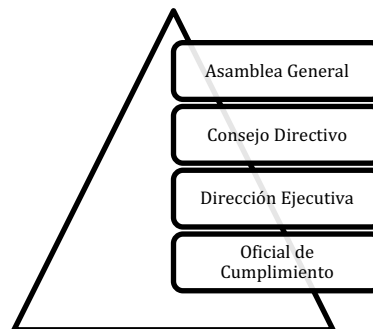 Asamblea General
Consejo Directivo
Dirección Ejecutiva
Oficial de
Cumplimiento